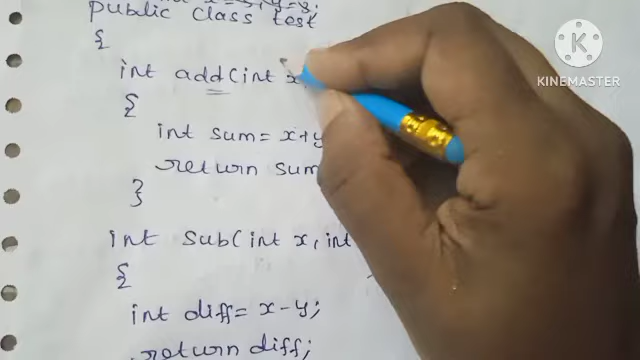 public class test
{
int add(int x,
{
int sum= x+y
return sum
}
int sub(int x, int
{
int diff= x-y;
return diff;
KINEMASTER